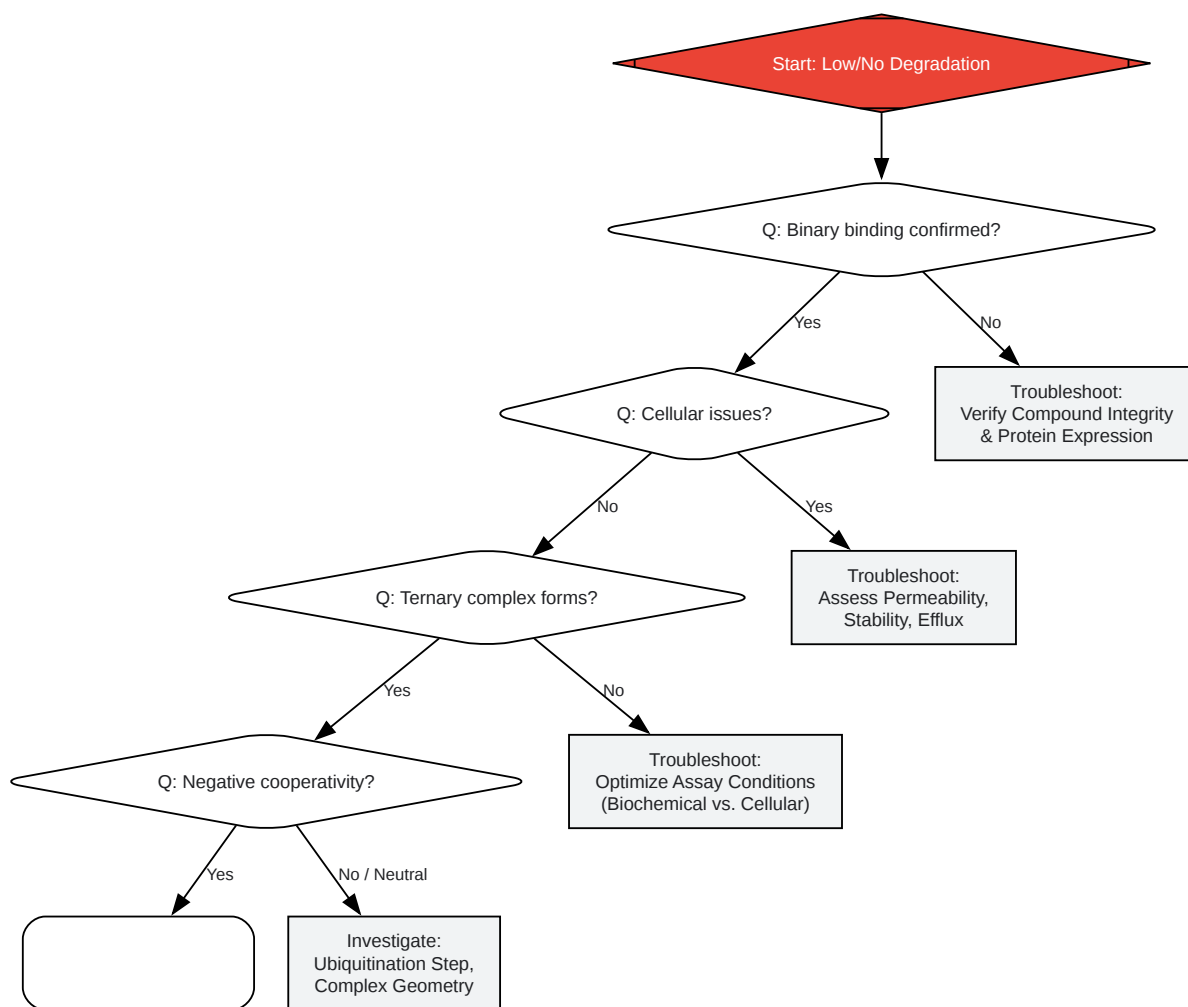 Start: Low/No Degradation
Q: Binary binding confirmed?
Yes
No
Q: Cellular issues?
Troubleshoot:
Verify Compound Integrity
& Protein Expression
No
Yes
Q: Ternary complex forms?
Troubleshoot:
Assess Permeability,
Stability, Efflux
Yes
No
Q: Negative cooperativity?
Troubleshoot:
Optimize Assay Conditions
(Biochemical vs. Cellular)
Yes
No / Neutral
Investigate:
Ubiquitination Step,
Complex Geometry